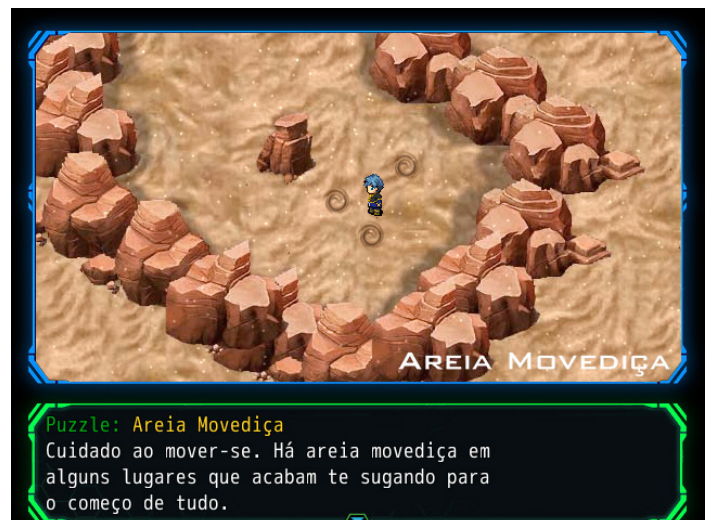 AREIA MOVEDIÇA
Puzzle: Areia Movediça
Cuidado ao mover-se. Há areia movediça em
alguns lugares que acabam te sugando para
o começo de tudo.